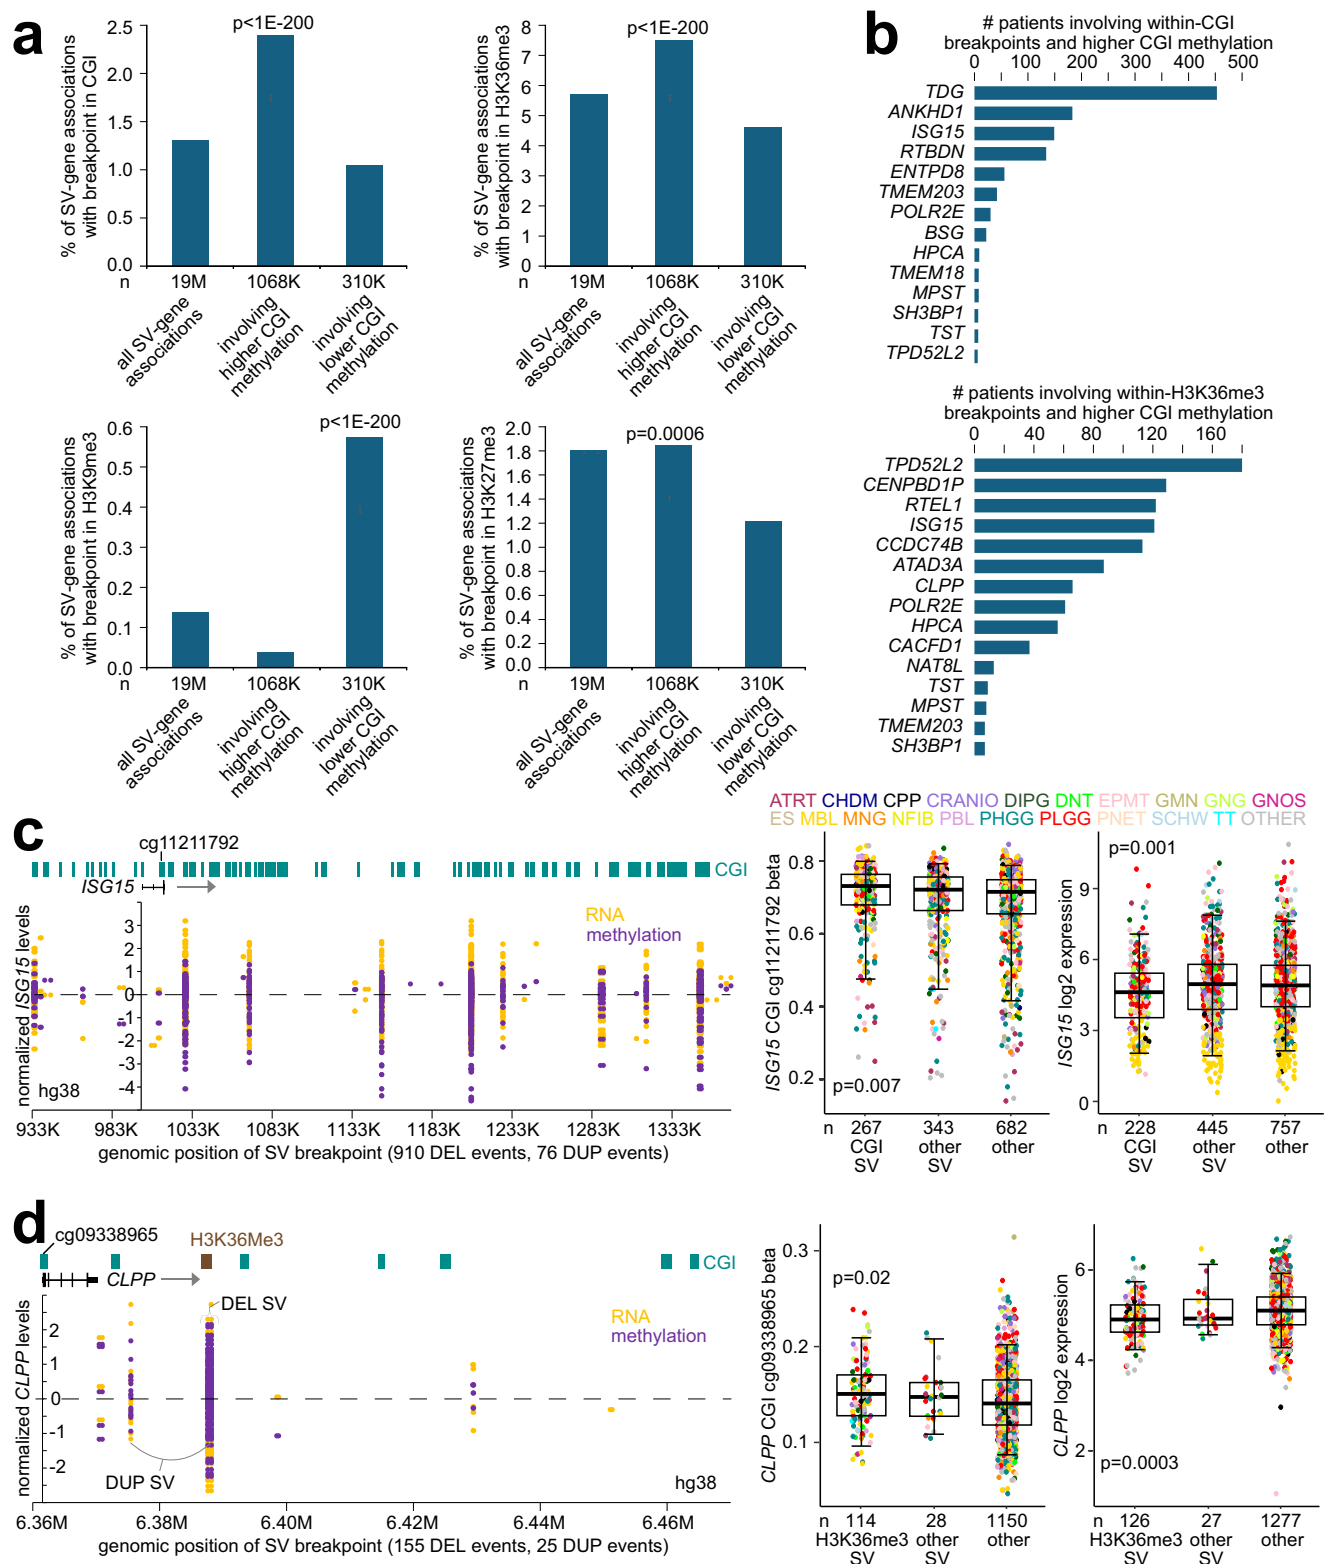 a
% of SV-gene associations
with breakpoint in CGI
2.5
2.0
1.5
1.0
0.5
0.0
p<1E-200
n
19M
1068K
310K
all SV-gene
associations
involving
higher CGI
methylation
involving
lower CGI
methylation
% of SV-gene associations
with breakpoint in H3K36me3
8
7
6
5
4
3
2
1
0
p<1E-200
n
19M
1068K
310K
all SV-gene
associations
involving
higher CGI
methylation
involving
lower CGI
methylation
% of SV-gene associations
with breakpoint in H3K9me3
0.6
0.5
0.4
0.3
0.2
0.1
0.0
p<1E-200
n
19M
1068K
310K
all SV-gene
associations
involving
higher CGI
methylation
involving
lower CGI
methylation
% of SV-gene associations
with breakpoint in H3K27me3
2.0
1.8
1.6
1.4
1.2
1.0
0.8
0.6
0.4
0.2
0.0
p=0.0006
n
19M
1068K
310K
all SV-gene
associations
involving
higher CGI
methylation
involving
lower CGI
methylation
b
# patients involving within-CGI
breakpoints and higher CGI methylation
0 100 200 300 400 500
TDG
ANKHD1
ISG15
RTBDN
ENTPD8
TMEM203
POLR2E
BSG
HPCA
TMEM18
MPST
SH3BP1
TST
TPD52L2
# patients involving within-H3K36me3
breakpoints and higher CGI methylation
0 40 80 120 160
TPD52L2
CENPBD1P
RTEL1
ISG15
CCDC74B
ATAD3A
CLPP
POLR2E
HPCA
CACFD1
NAT8L
TST
MPST
TMEM203
SH3BP1
c
cg11211792
CGI
ISG15
normalized ISG15 levels
3
2
1
0
-1
-2
-3
-4
RNA
methylation
hg38
933K 983K 1033K 1083K 1133K 1183K 1233K 1283K 1333K
genomic position of SV breakpoint (910 DEL events, 76 DUP events)
ATRT CHDM CPP CRANIO DIPG DNT EPMT GMN GNG GNOS
ES MBL MNG NFIB PBL PHGG PLGG PNET SCHW TT OTHER
ISG15 CGI cg11211792 beta
0.8
0.6
0.4
0.2
p=0.007
n 267 343 682
CGI other other
SV SV
ISG15 log2 expression
9
6
3
0
p=0.001
n 228 445 757
CGI other other
SV SV
d
cg09338965
H3K36Me3
CGI
CLPP
DEL SV
normalized CLPP levels
2
1
0
-1
-2
RNA
methylation
DUP SV
hg38
6.36M 6.38M 6.40M 6.42M 6.44M 6.46M
genomic position of SV breakpoint (155 DEL events, 25 DUP events)
CLPP CGI cg09338965 beta
0.3
0.2
0.1
p=0.02
n 114 28 1150
H3K36me3 other other
SV SV
CLPP log2 expression
6
4
2
p=0.0003
n 126 27 1277
H3K36me3 other other
SV SV